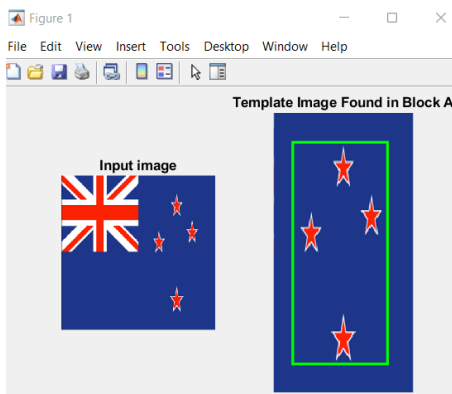 Figure 1
File Edit View Insert Tools Desktop Window Help
Template Image Found in Block A
Input image